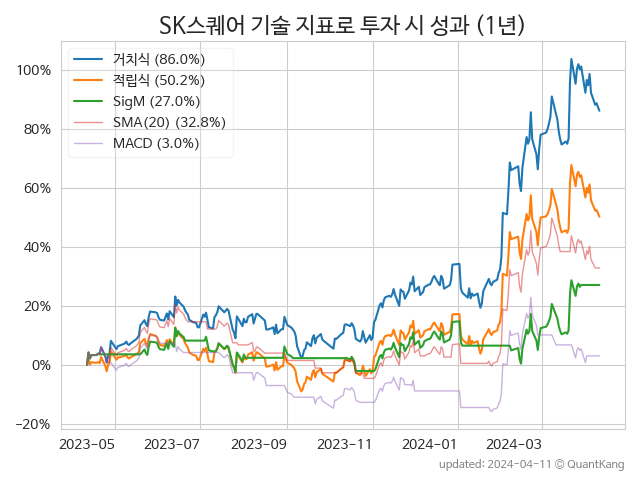 SK스퀘어 기술 지표로 투자 시 성과 (1년)
거치식 (86.0%)
적립식 (50.2%)
SigM (27.0%)
SMA(20) (32.8%)
MACD (3.0%)
100%
80%
60%
40%
20%
0%
−20%
2023-05 2023-07 2023-09 2023-11 2024-01 2024-03
updated: 2024-04-11 © QuantKang